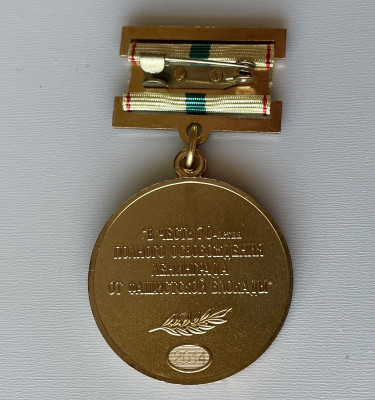 "В ЧЕСТЬ 70-летия
ПОЛНОГО ОСВОБОЖДЕНИЯ
ЛЕНИНГРАДА
ОТ ФАШИСТСКОЙ БЛОКАДЫ"
2014